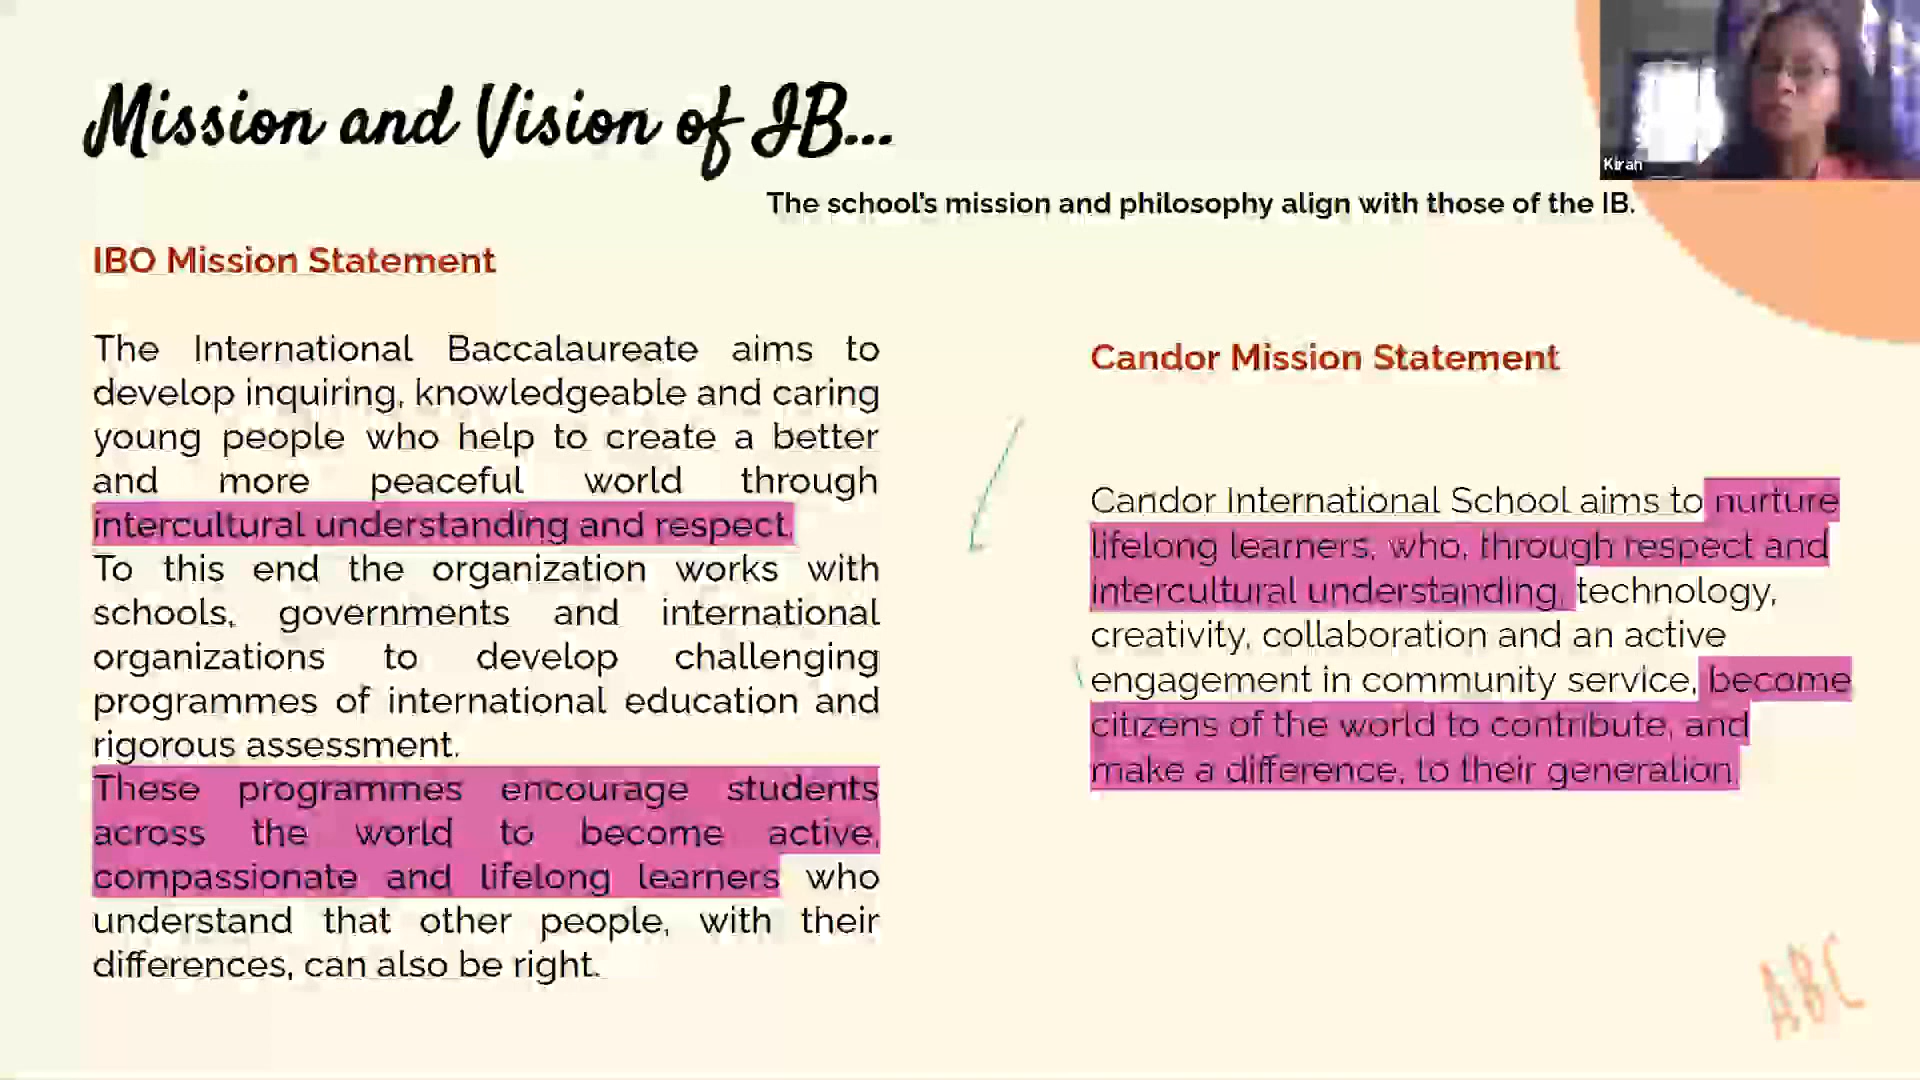 Mission and Vision of IB...
Kiran
The school's mission and philosophy align with those of the IB.
IBO Mission Statement
The International Baccalaureate aims to
develop inquiring, knowledgeable and caring
young people who help to create a better
and more peaceful world through
intercultural understanding and respect.
To this end the organization works with
schools, governments and international
organizations to develop challenging
programmes of international education and
rigorous assessment.
These programmes encourage students
across the world to become active,
compassionate and lifelong learners who
understand that other people, with their
differences, can also be right.
Candor Mission Statement
Candor International School aims to nurture
lifelong learners, who, through respect and
intercultural understanding, technology,
creativity, collaboration and an active
engagement in community service, become
citizens of the world to contribute, and
make a difference, to their generation.
ABC